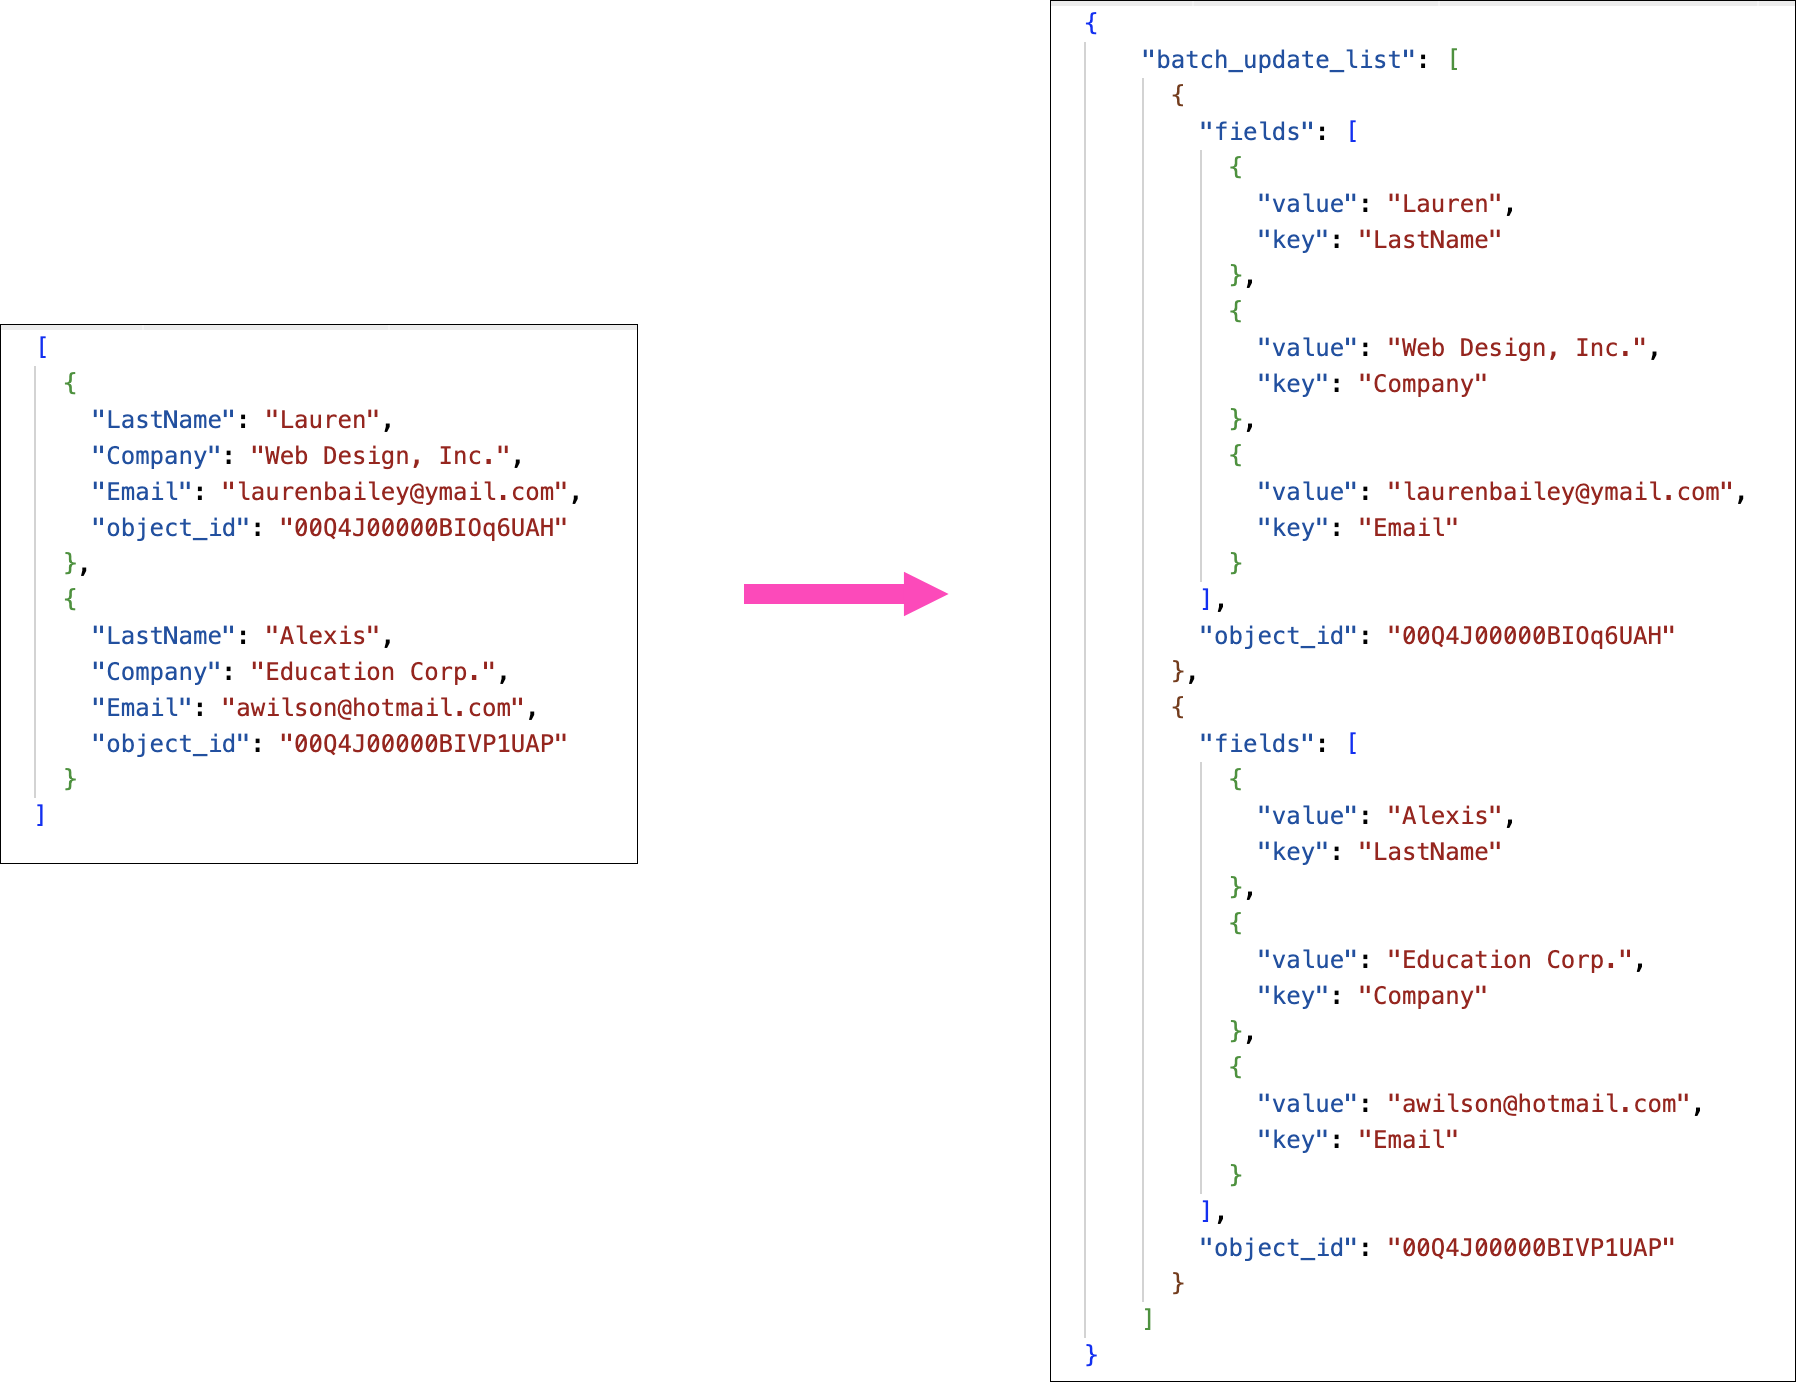 [
{
"LastName": "Lauren",
"Company": "Web Design, Inc.",
"Email": "laurenbailey@ymail.com",
"object_id": "00Q4J00000BIOq6UAH"
},
{
"LastName": "Alexis",
"Company": "Education Corp.",
"Email": "awilson@hotmail.com",
"object_id": "00Q4J00000BIVP1UAP"
}
]
{
"batch_update_list": [
{
"fields": [
{
"value": "Lauren",
"key": "LastName"
},
{
"value": "Web Design, Inc.",
"key": "Company"
},
{
"value": "laurenbailey@ymail.com",
"key": "Email"
}
],
"object_id": "00Q4J00000BIOq6UAH"
},
{
"fields": [
{
"value": "Alexis",
"key": "LastName"
},
{
"value": "Education Corp.",
"key": "Company"
},
{
"value": "awilson@hotmail.com",
"key": "Email"
}
],
"object_id": "00Q4J00000BIVP1UAP"
}
]
}